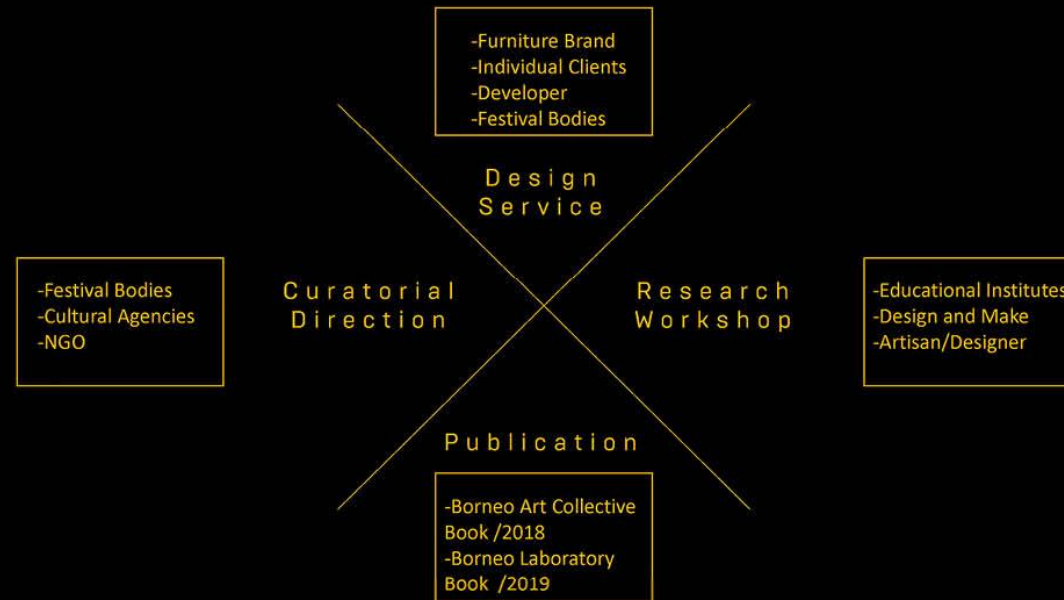 -Furniture Brand
-Individual Clients
-Developer
-Festival Bodies
Design
Service
-Festival Bodies
-Cultural Agencies
-NGO
Curatorial
Direction
Research
Workshop
-Educational Institutes
-Design and Make
-Artisan/Designer
Publication
-Borneo Art Collective
Book /2018
-Borneo Laboratory
Book /2019